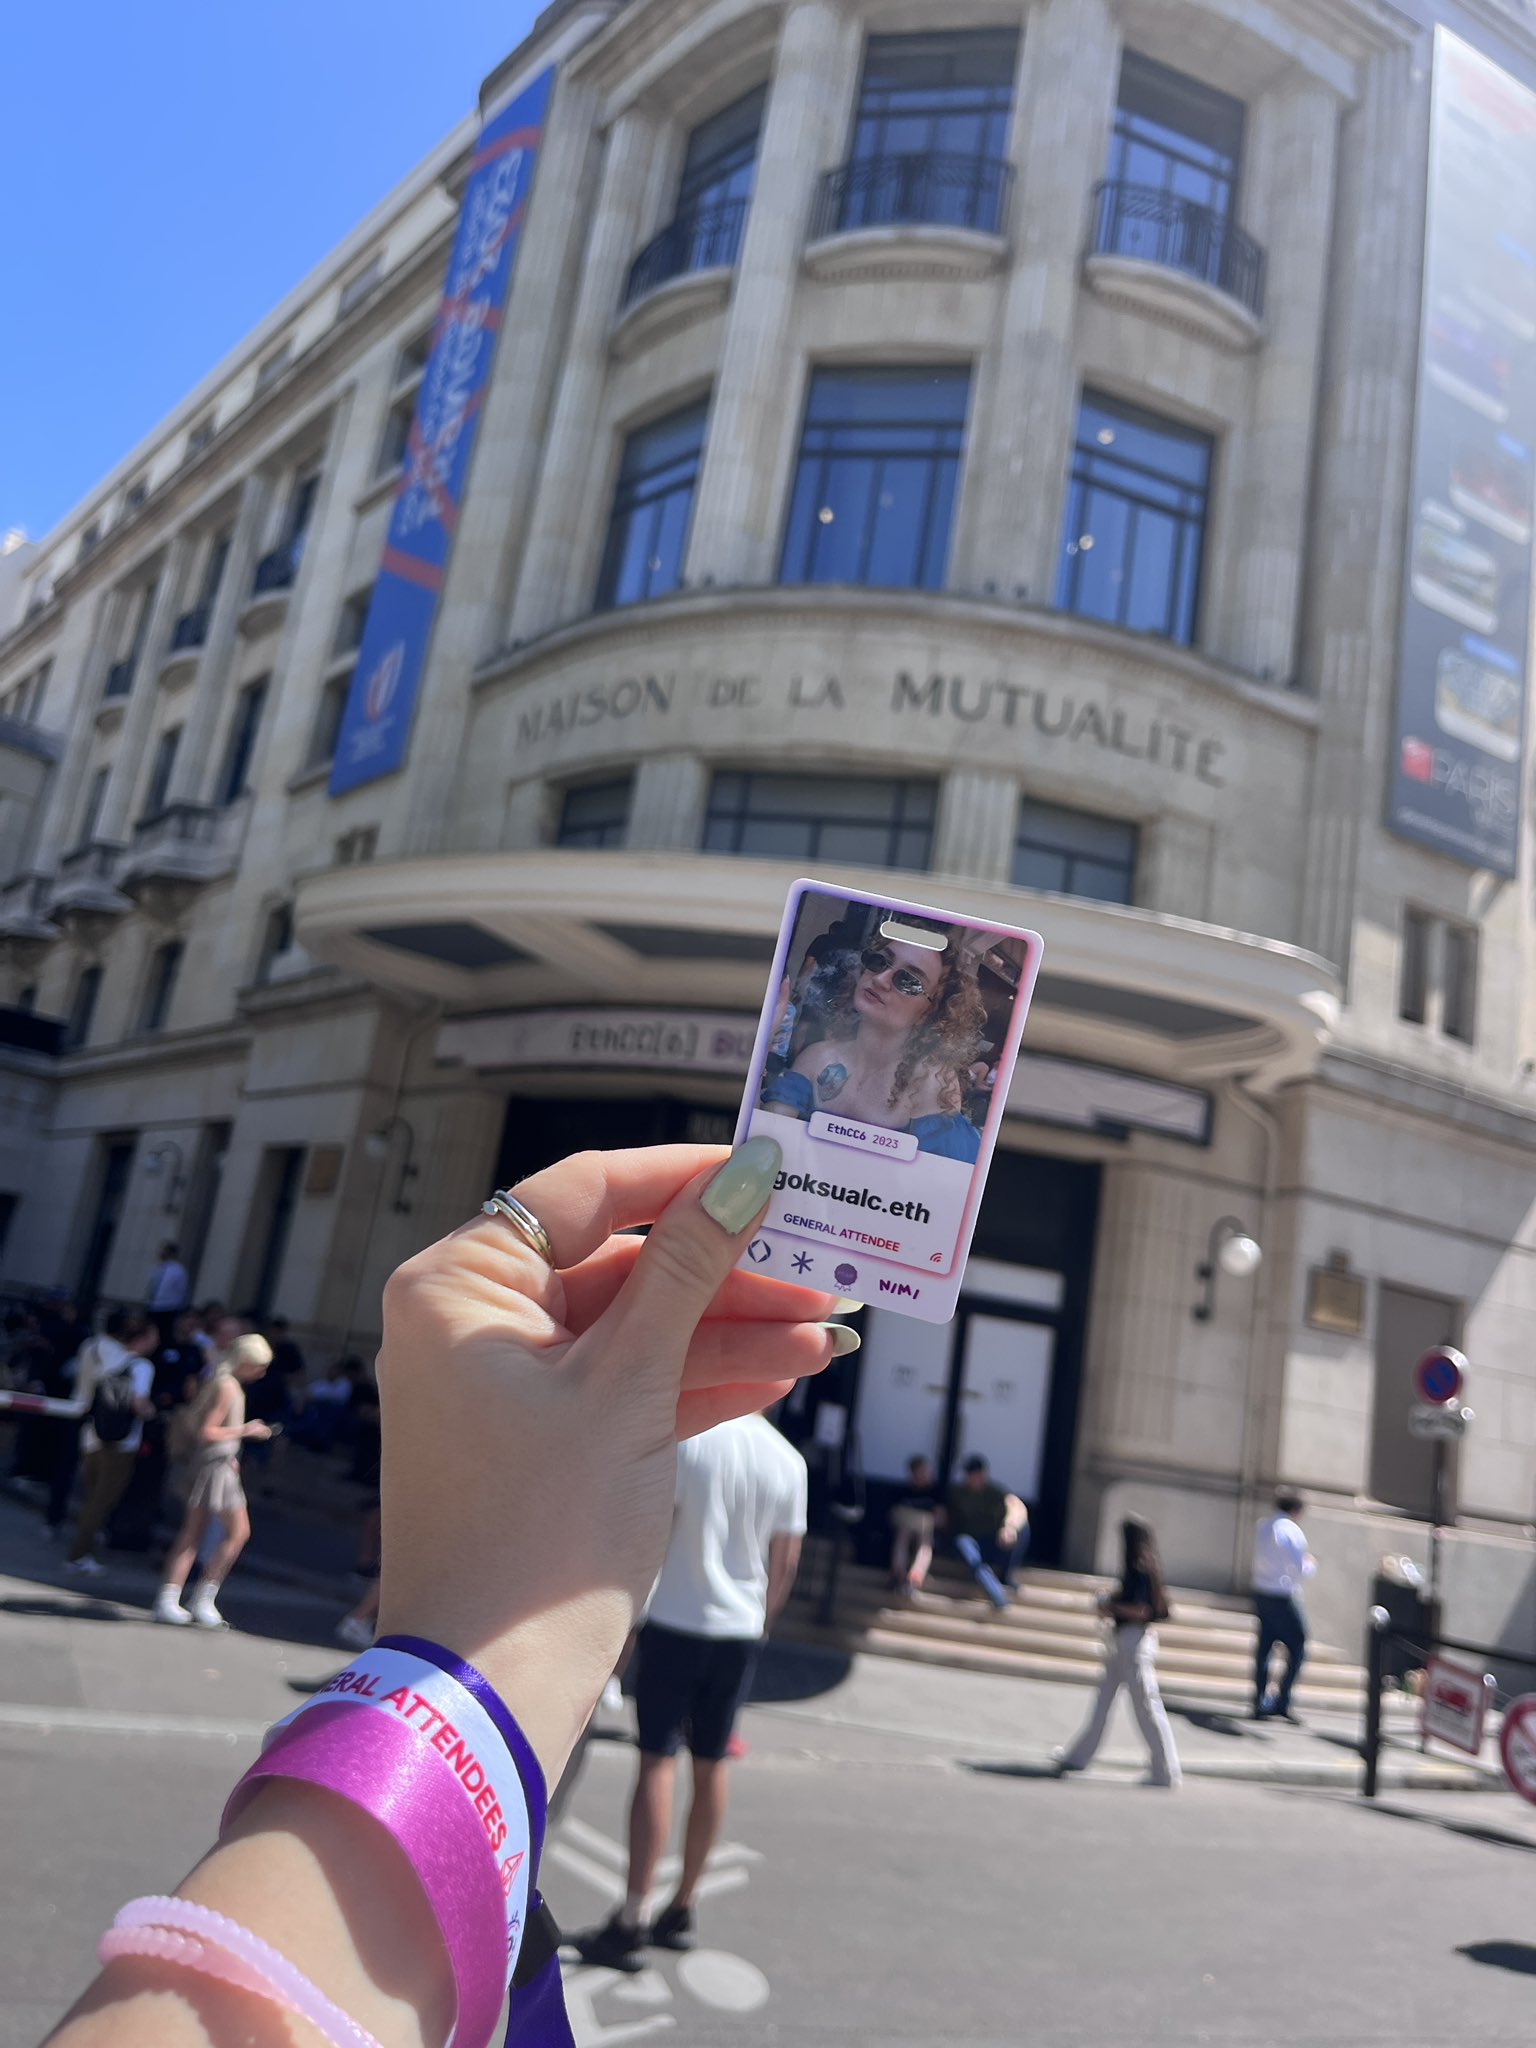 MAISON DE LA MUTUALITÉ
PARIS
EthCC[6]
EthCC6 2023
goksualc.eth
GENERAL ATTENDEE
NIMI
ERAL ATTENDEES